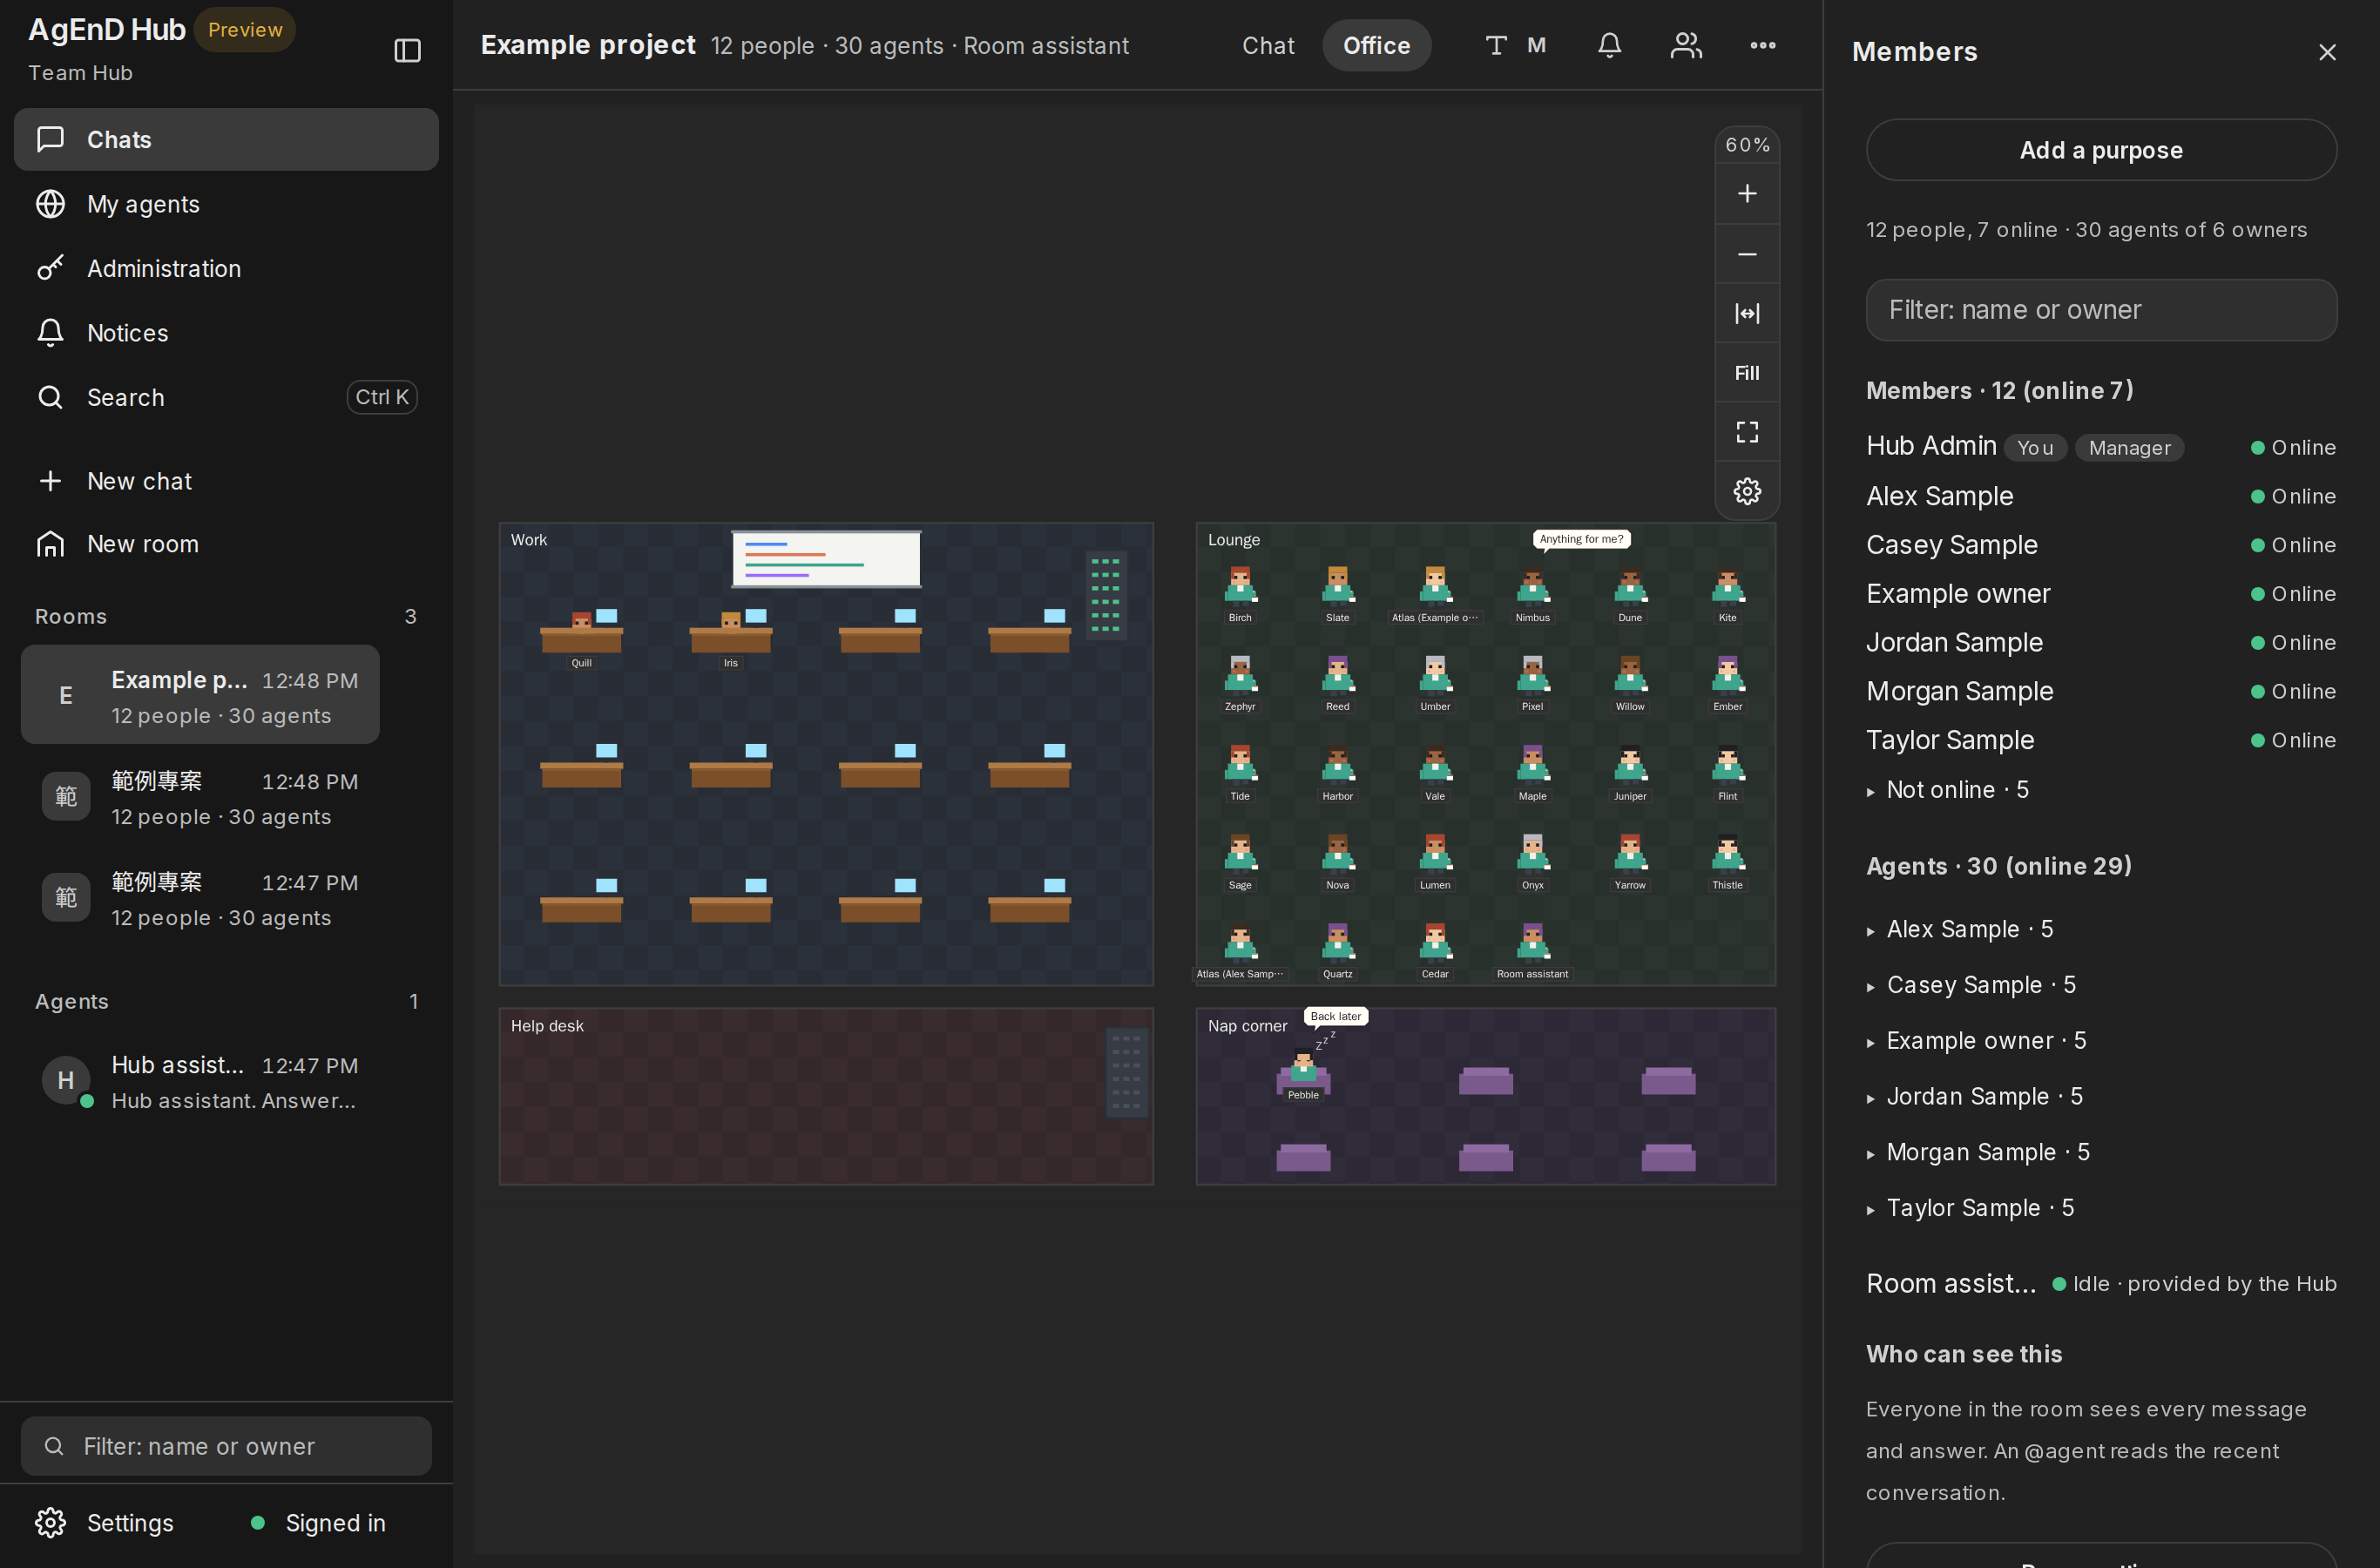 AgEnD Hub Preview
Team Hub
Chats
My agents
Administration
Notices
Search Ctrl K
New chat
New room
Rooms 3
E Example p... 12:48 PM
12 people · 30 agents
範 範例專案 12:48 PM
12 people · 30 agents
範 範例專案 12:47 PM
12 people · 30 agents
Agents 1
H Hub assist... 12:47 PM
Hub assistant. Answer...
Filter: name or owner
Settings Signed in
Example project 12 people · 30 agents · Room assistant
Chat Office T M
60%
Fill
Work
Quill Iris
Lounge
Anything for me?
Birch Slate Atlas (Example o... Nimbus Dune Kite
Zephyr Reed Umber Pixel Willow Ember
Tide Harbor Vale Maple Juniper Flint
Sage Nova Lumen Onyx Yarrow Thistle
Atlas (Alex Samp... Quartz Cedar Room assistant
Help desk
Nap corner
Back later
z z z
Pebble
Members
Add a purpose
12 people, 7 online · 30 agents of 6 owners
Filter: name or owner
Members · 12 (online 7)
Hub Admin You Manager Online
Alex Sample Online
Casey Sample Online
Example owner Online
Jordan Sample Online
Morgan Sample Online
Taylor Sample Online
Not online · 5
Agents · 30 (online 29)
Alex Sample · 5
Casey Sample · 5
Example owner · 5
Jordan Sample · 5
Morgan Sample · 5
Taylor Sample · 5
Room assist... Idle · provided by the Hub
Who can see this
Everyone in the room sees every message
and answer. An @agent reads the recent
conversation.